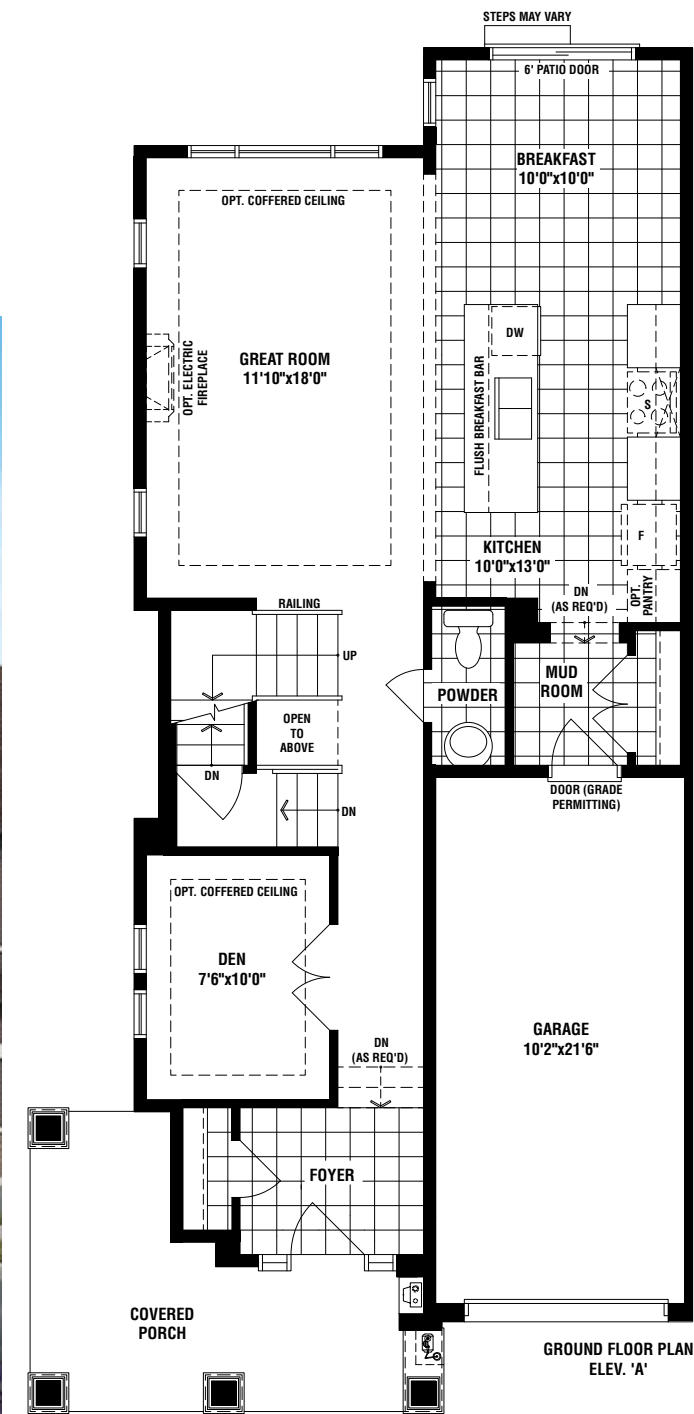 STEPS MAY VARY
6' PATIO DOOR
BREAKFAST
10'0"x10'0"
OPT. COFFERED CEILING
DW
GREAT ROOM
11'10"x18'0"
OPT. ELECTRIC
FIREPLACE
FLUSH BREAKFAST BAR
S
F
KITCHEN
10'0"x13'0"
OPT.
PANTRY
DN
(AS REQ'D)
RAILING
UP
MUD
ROOM
POWDER
OPEN
TO
ABOVE
DN
DOOR (GRADE
PERMITTING)
DN
OPT. COFFERED CEILING
DEN
7'6"x10'0"
GARAGE
10'2"x21'6"
DN
(AS REQ'D)
FOYER
COVERED
PORCH
GROUND FLOOR PLAN
ELEV. 'A'